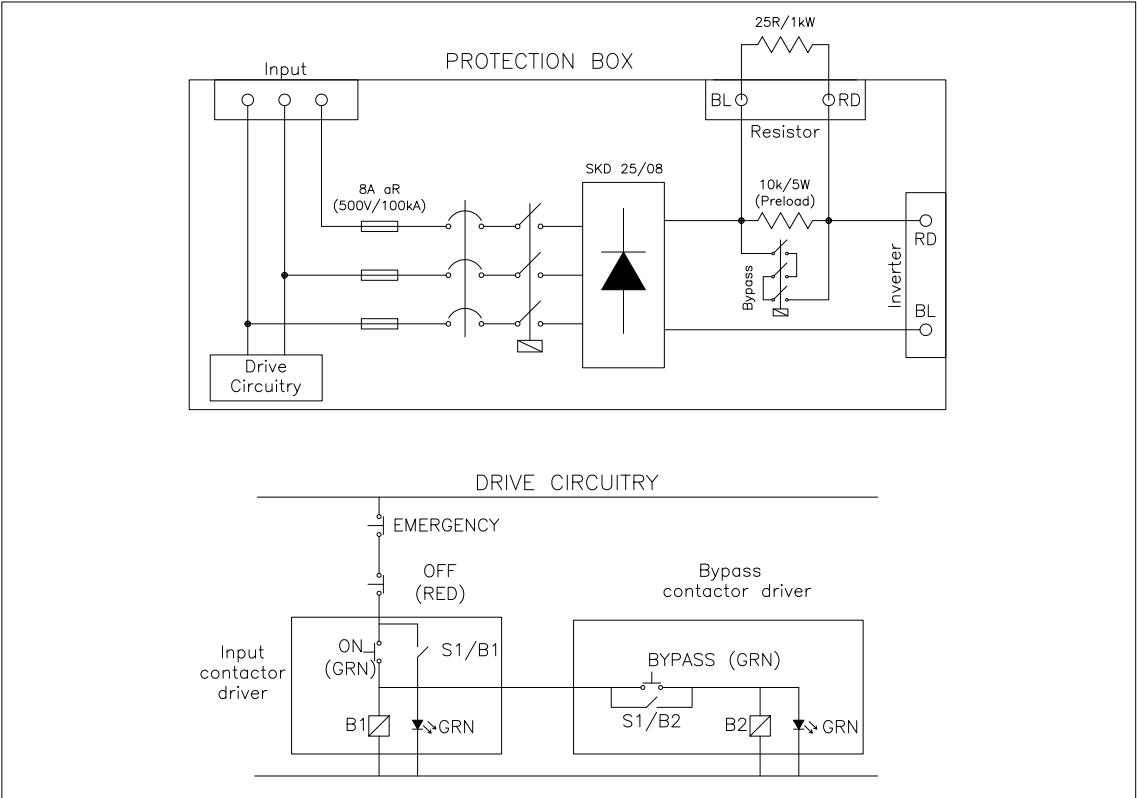 25R/1kW
PROTECTION BOX
Input
BL
RD
Resistor
SKD 25/08
8A aR
(500V/100kA)
10k/5W
(Preload)
Bypass
Inverter
RD
BL
Drive
Circuitry
DRIVE CIRCUITRY
EMERGENCY
OFF
(RED)
Bypass
contactor driver
Input
contactor
driver
ON
(GRN)
S1/B1
BYPASS (GRN)
S1/B2
B1
GRN
B2
GRN